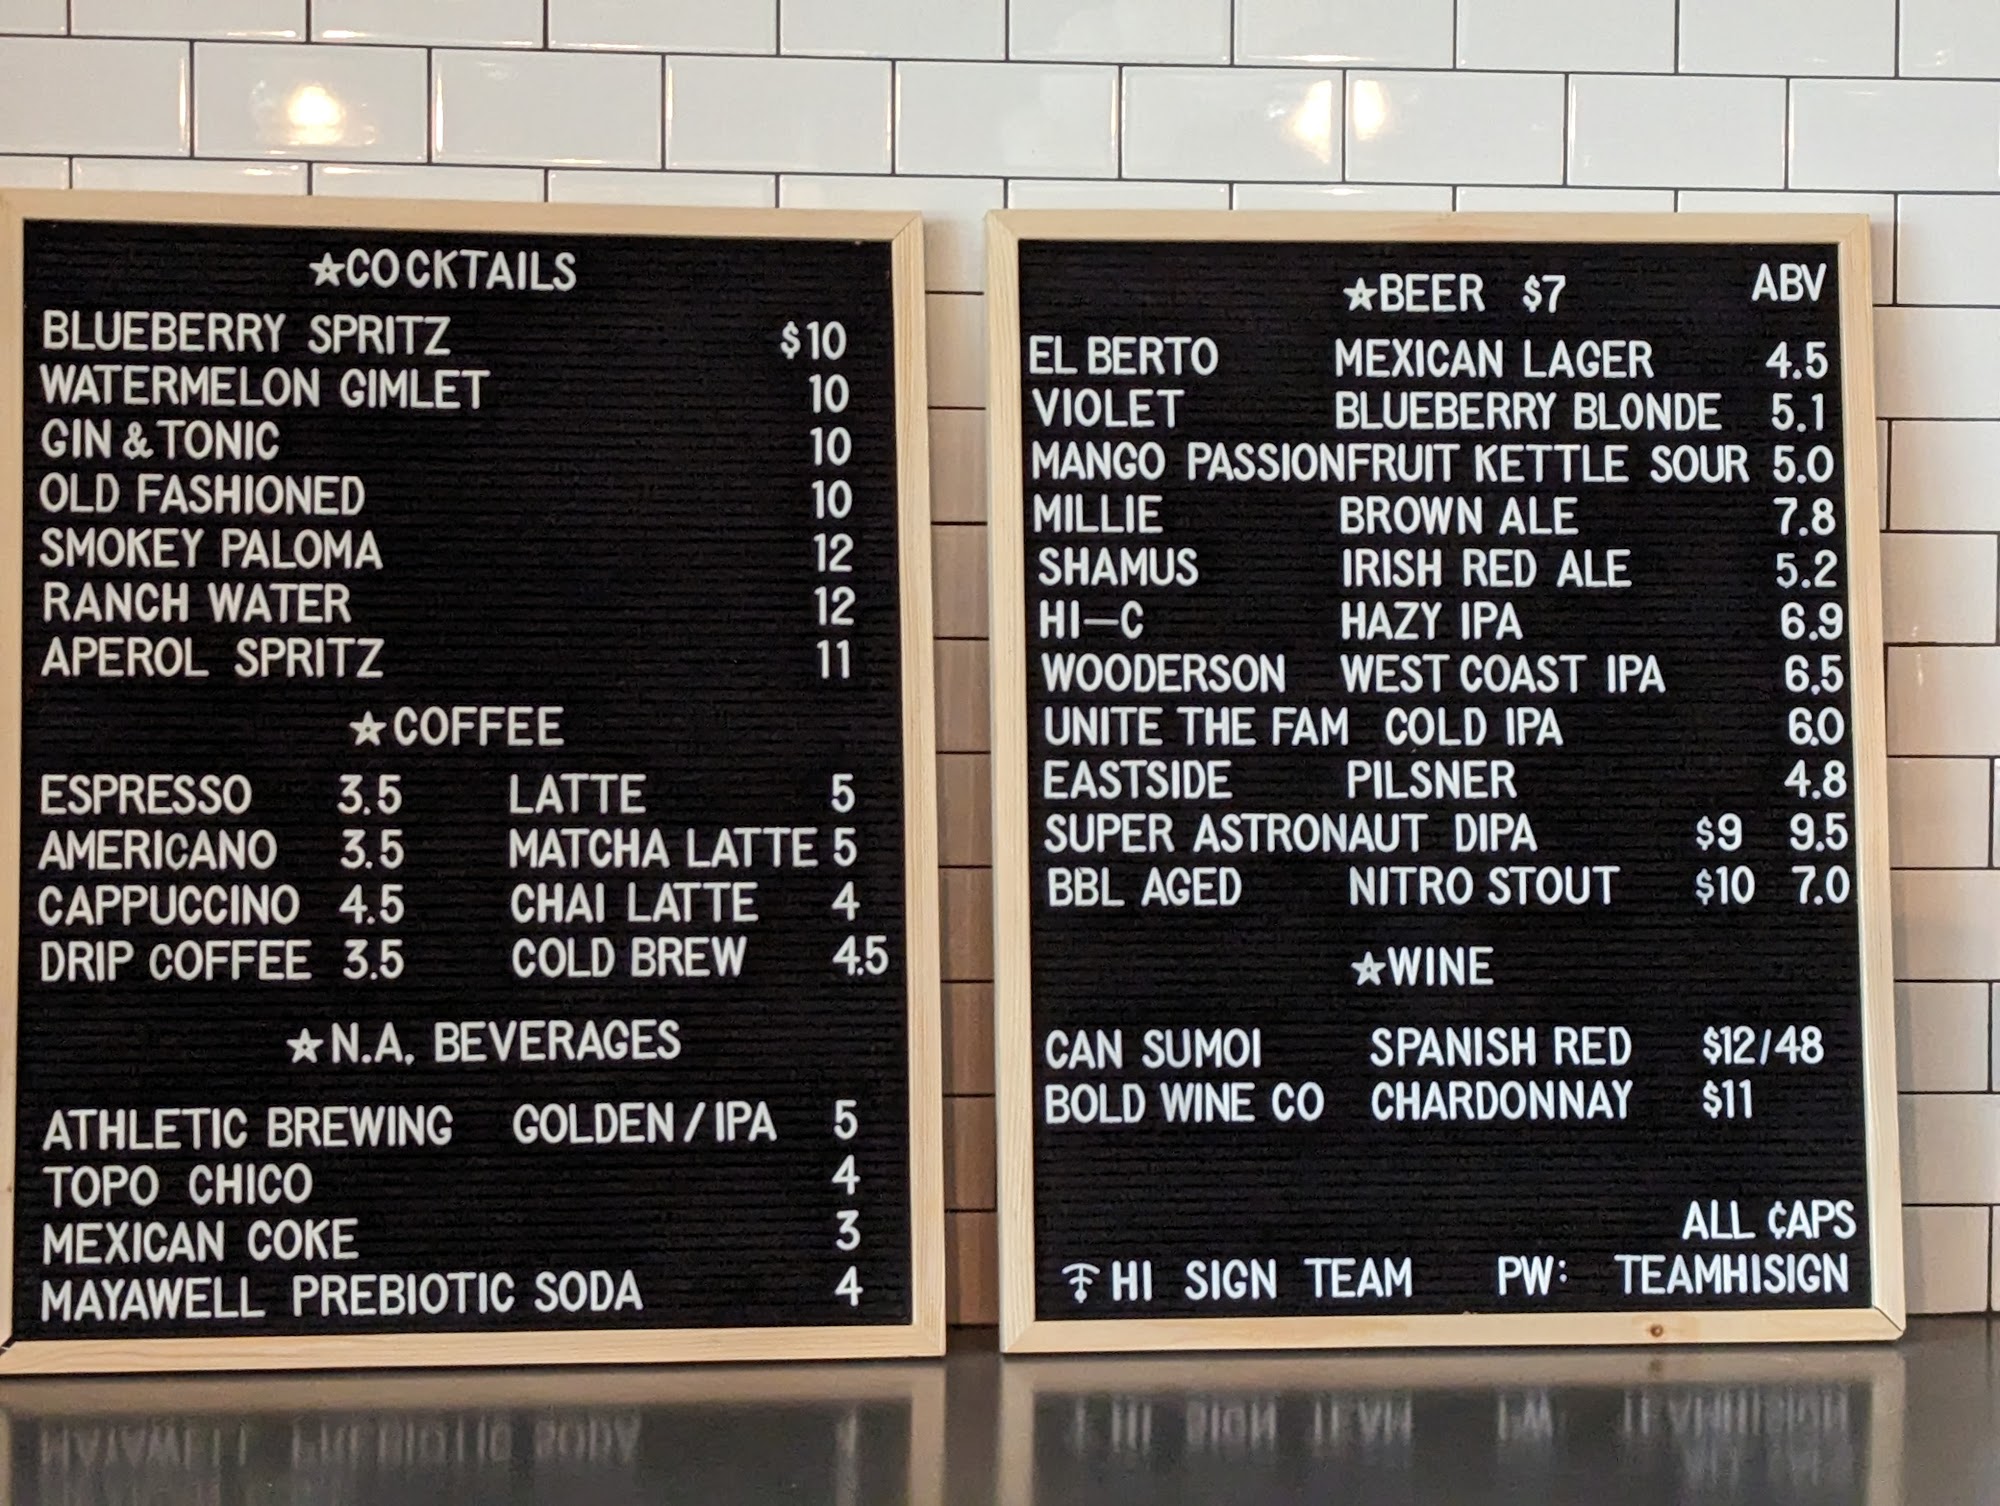 ★COCKTAILS
BLUEBERRY SPRITZ $10
WATERMELON GIMLET 10
GIN & TONIC 10
OLD FASHIONED 10
SMOKEY PALOMA 12
RANCH WATER 12
APEROL SPRITZ 11
★COFFEE
ESPRESSO 3.5 LATTE 5
AMERICANO 3.5 MATCHA LATTE 5
CAPPUCCINO 4.5 CHAI LATTE 4
DRIP COFFEE 3.5 COLD BREW 4.5
★N.A. BEVERAGES
ATHLETIC BREWING GOLDEN / IPA 5
TOPO CHICO 4
MEXICAN COKE 3
MAYAWELL PREBIOTIC SODA 4
★BEER $7 ABV
EL BERTO MEXICAN LAGER 4.5
VIOLET BLUEBERRY BLONDE 5.1
MANGO PASSIONFRUIT KETTLE SOUR 5.0
MILLIE BROWN ALE 7.8
SHAMUS IRISH RED ALE 5.2
HI-C HAZY IPA 6.9
WOODERSON WEST COAST IPA 6.5
UNITE THE FAM COLD IPA 6.0
EASTSIDE PILSNER 4.8
SUPER ASTRONAUT DIPA $9 9.5
BBL AGED NITRO STOUT $10 7.0
★WINE
CAN SUMOI SPANISH RED $12/48
BOLD WINE CO CHARDONNAY $11
ALL ¢APS
HI SIGN TEAM PW: TEAMHISIGN